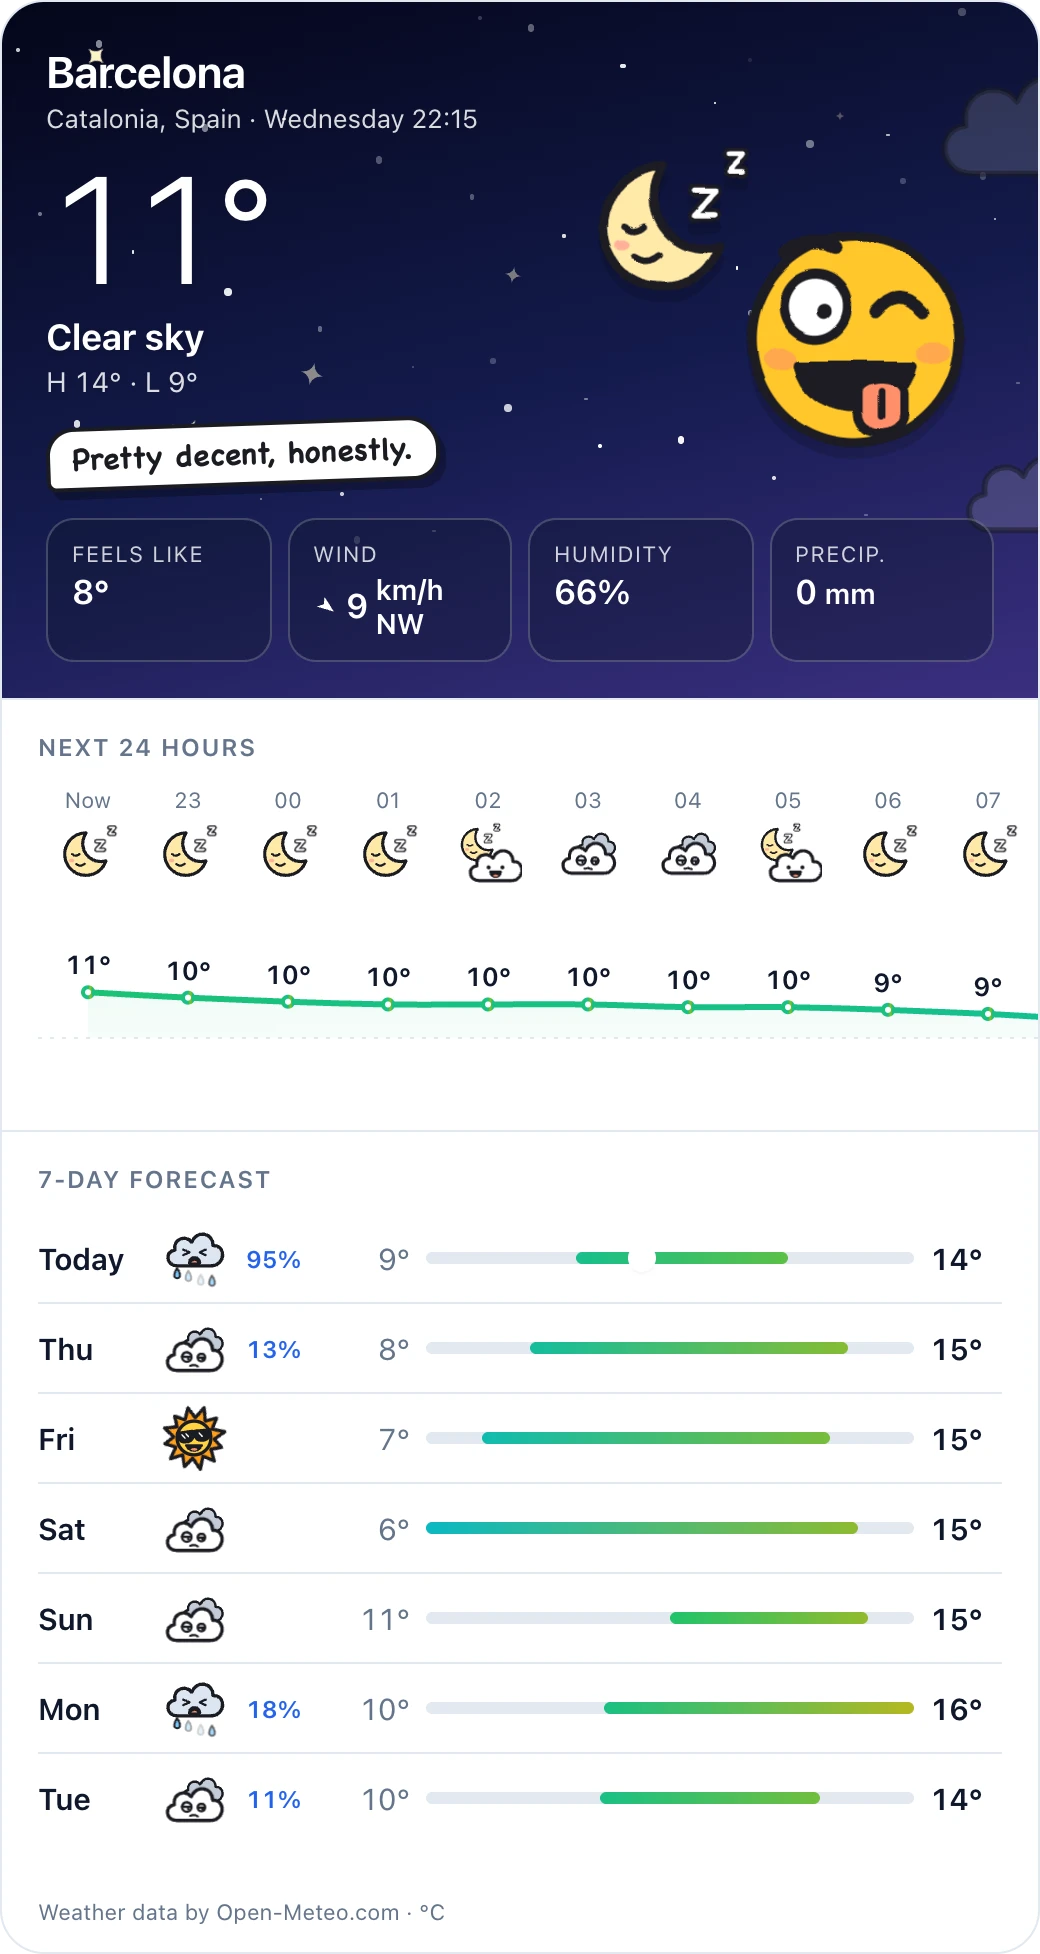 Barcelona
Catalonia, Spain · Wednesday 22:15
11°
Clear sky
H 14° · L 9°
Pretty decent, honestly.
z
z
FEELS LIKE
8°
WIND
9 km/h
NW
HUMIDITY
66%
PRECIP.
0 mm
NEXT 24 HOURS
Now 23 00 01 02 03 04 05 06 07
11° 10° 10° 10° 10° 10° 10° 10° 9° 9°
7-DAY FORECAST
Today 95% 9° 14°
Thu 13% 8° 15°
Fri 7° 15°
Sat 6° 15°
Sun 11° 15°
Mon 18% 10° 16°
Tue 11% 10° 14°
Weather data by Open-Meteo.com · °C